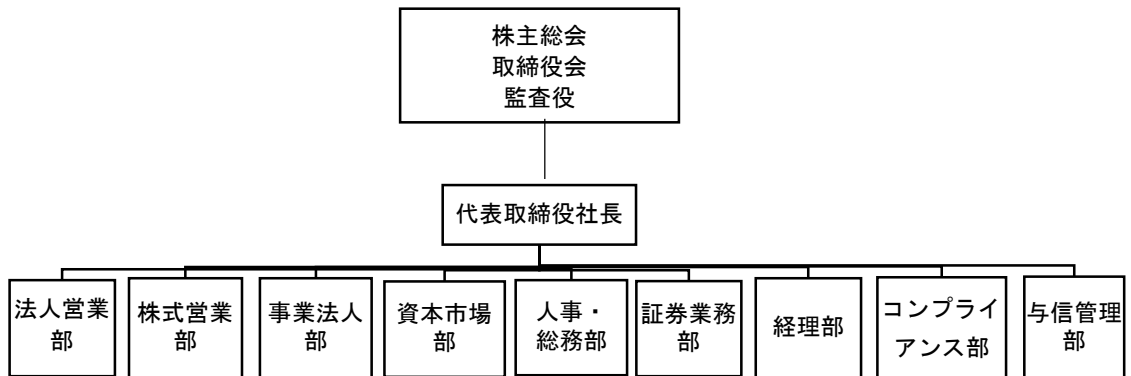 株主総会
取締役会
監査役
代表取締役社長
法人営業
部
株式営業
部
事業法人
部
資本市場
部
人事・
総務部
証券業務
部
経理部
コンプライ
アンス部
与信管理
部